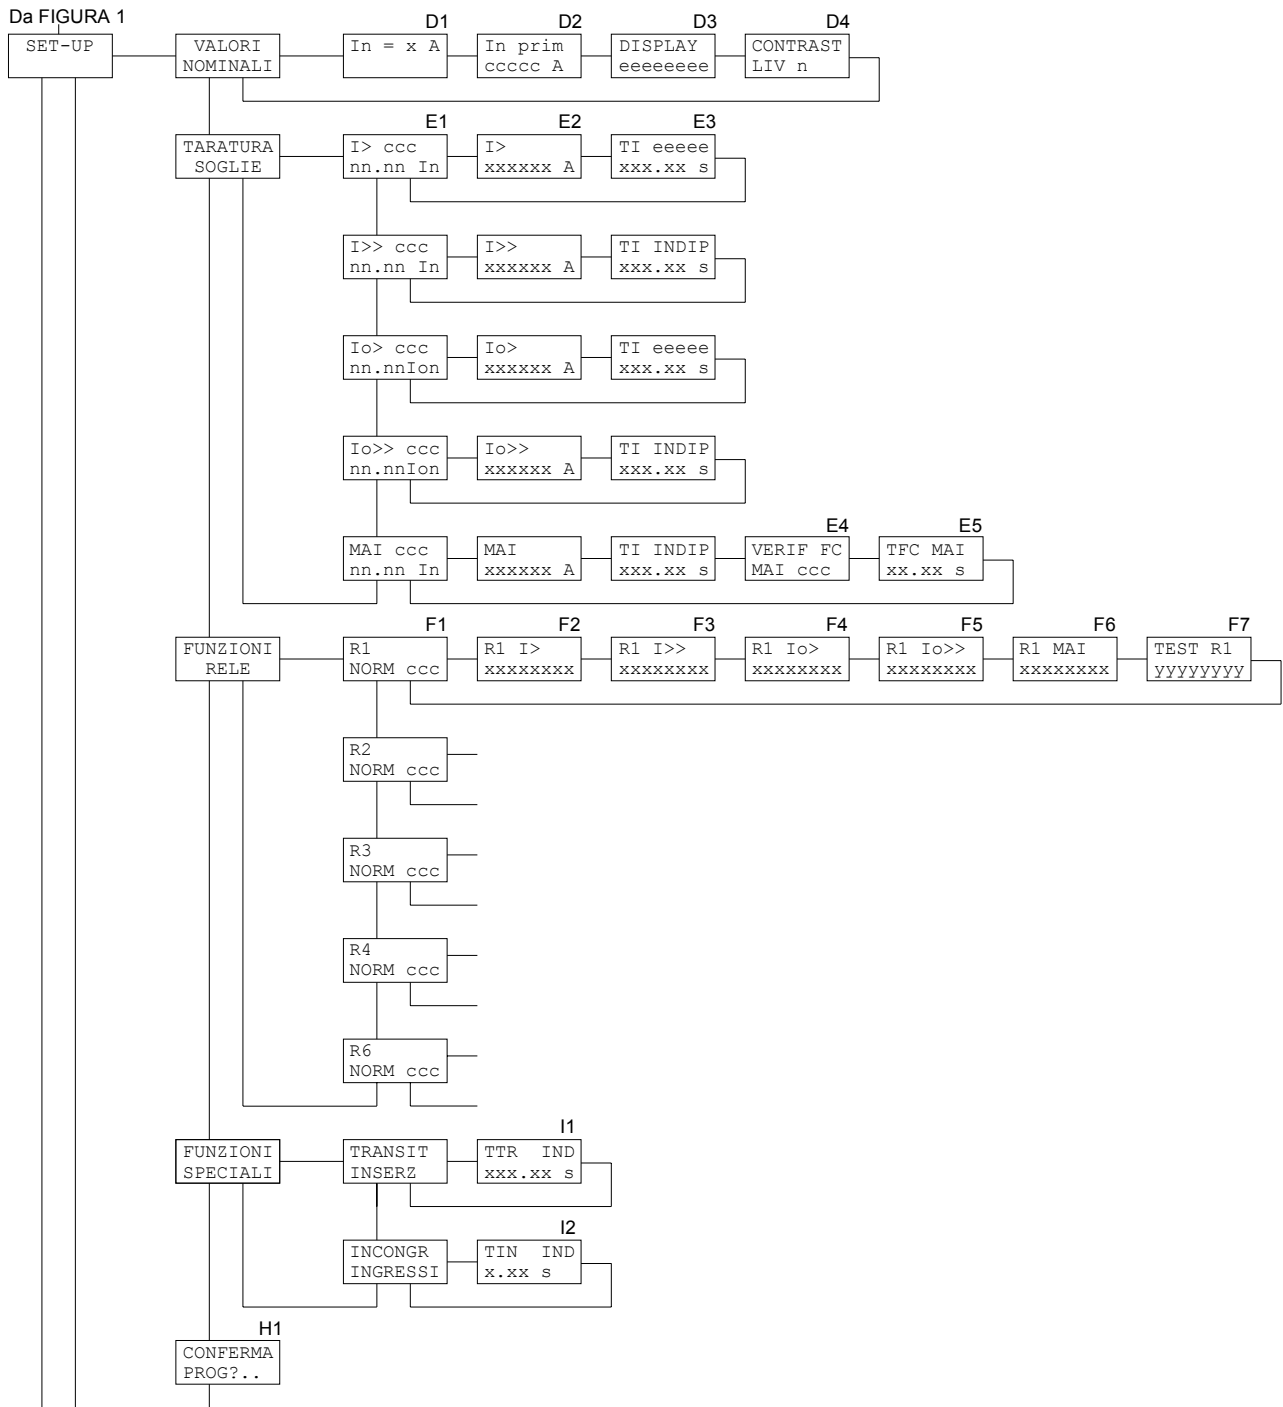 Da FIGURA 1
D1
D2
D3
D4
SET-UP
VALORI
NOMINALI
In = x A
In prim
ccccc A
DISPLAY
eeeeeeee
CONTRAST
LIV n
E1
E2
E3
TARATURA
SOGLIE
I> ccc
nn.nn In
I>
xxxxxx A
TI eeeee
xxx.xx s
I>> ccc
nn.nn In
I>>
xxxxxx A
TI INDIP
xxx.xx s
Io> ccc
nn.nnIon
Io>
xxxxxx A
TI eeeee
xxx.xx s
Io>> ccc
nn.nnIon
Io>>
xxxxxx A
TI INDIP
xxx.xx s
E4
E5
MAI ccc
nn.nn In
MAI
xxxxxx A
TI INDIP
xxx.xx s
VERIF FC
MAI ccc
TFC MAI
xx.xx s
F1
F2
F3
F4
F5
F6
F7
FUNZIONI
RELE
R1
NORM ccc
R1 I>
xxxxxxxx
R1 I>>
xxxxxxxx
R1 Io>
xxxxxxxx
R1 Io>>
xxxxxxxx
R1 MAI
xxxxxxxx
TEST R1
yyyyyyyy
R2
NORM ccc
R3
NORM ccc
R4
NORM ccc
R6
NORM ccc
I1
FUNZIONI
SPECIALI
TRANSIT
INSERZ
TTR  IND
xxx.xx s
I2
INCONGR
INGRESSI
TIN  IND
x.xx s
H1
CONFERMA
PROG?..